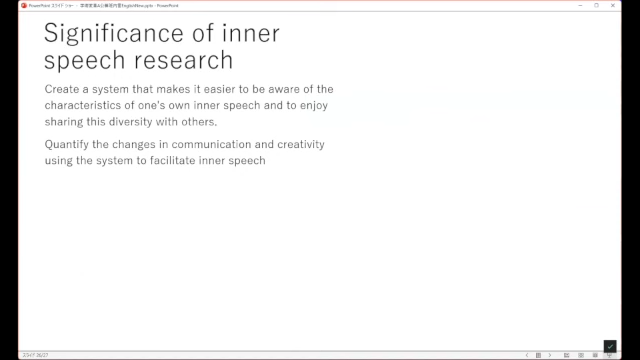 Significance of inner
speech research
Create a system that makes it easier to be aware of the
characteristics of one's own inner speech and to enjoy
sharing this diversity with others.
Quantify the changes in communication and creativity
using the system to facilitate inner speech